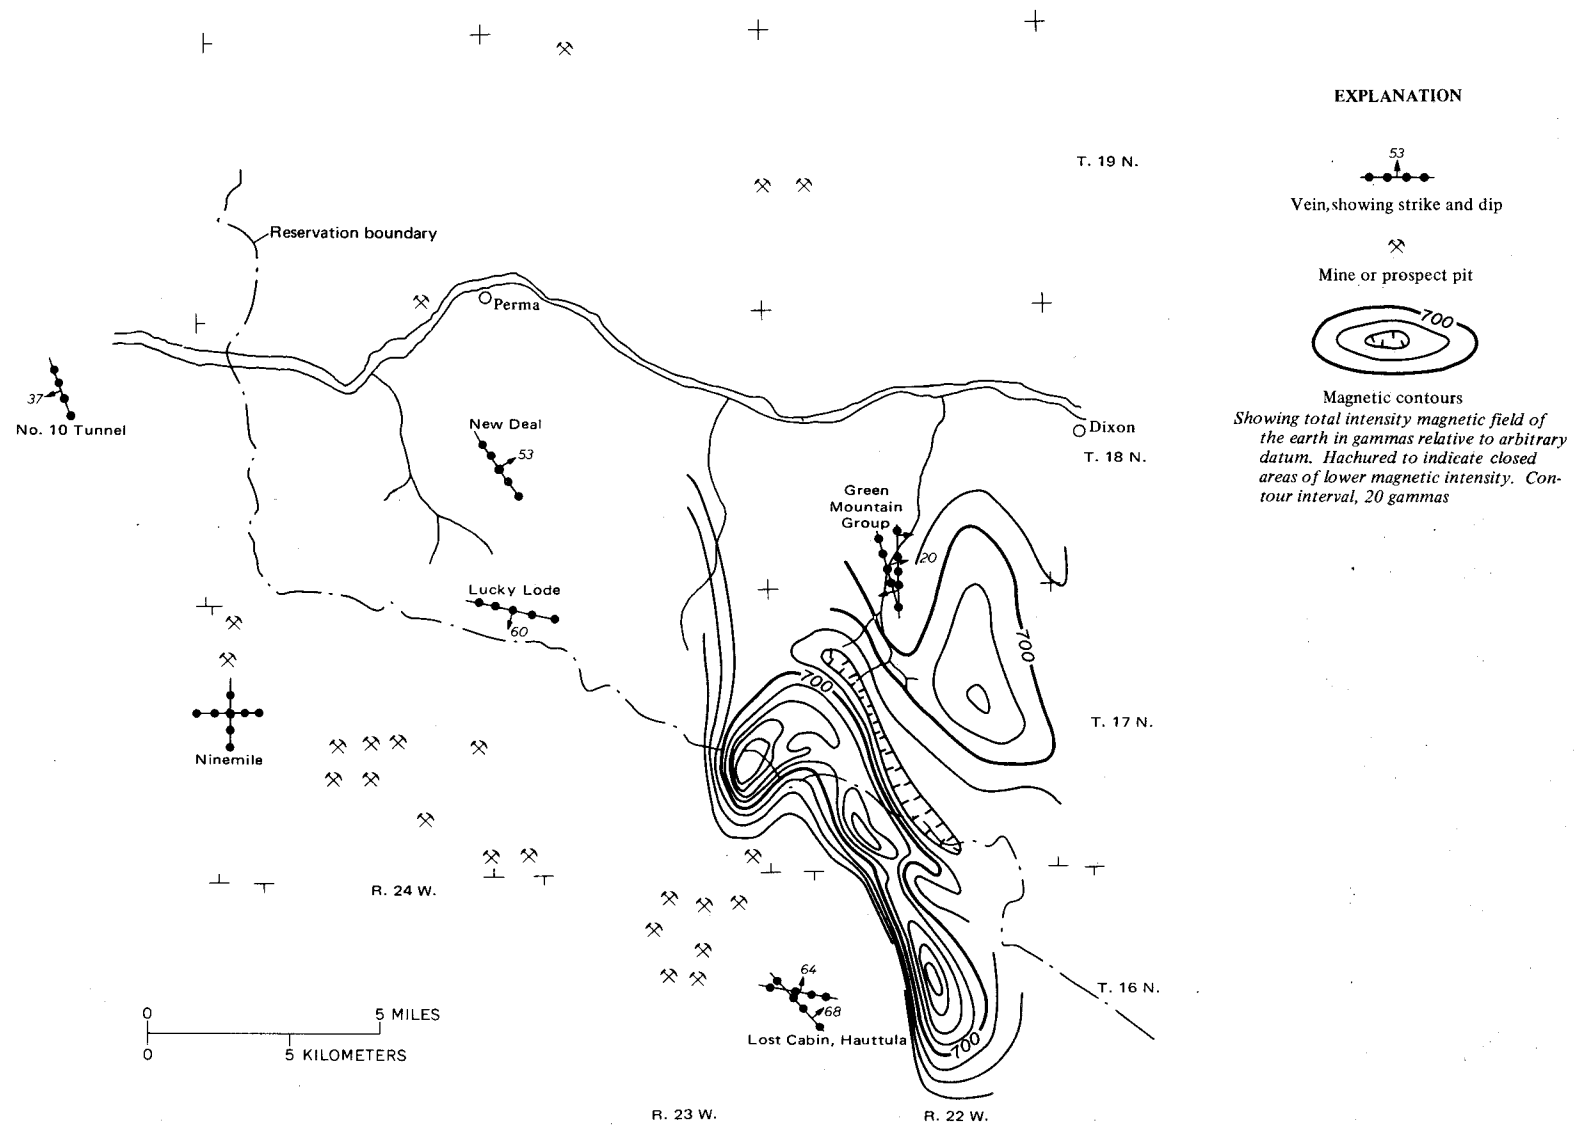 EXPLANATION
53
Vein, showing strike and dip
Mine or prospect pit
700
Magnetic contours
Showing total intensity magnetic field of
the earth in gammas relative to arbitrary
datum. Hachured to indicate closed
areas of lower magnetic intensity. Con-
tour interval, 20 gammas
T. 19 N.
Reservation boundary
Perma
37
No. 10 Tunnel
New Deal
53
Dixon
T. 18 N.
Green
Mountain
Group
20
Lucky Lode
60
700
700
T. 17 N.
Ninemile
R. 24 W.
64
68
Lost Cabin, Hauttula
T. 16 N.
700
0 5 MILES
0 5 KILOMETERS
R. 23 W.
R. 22 W.